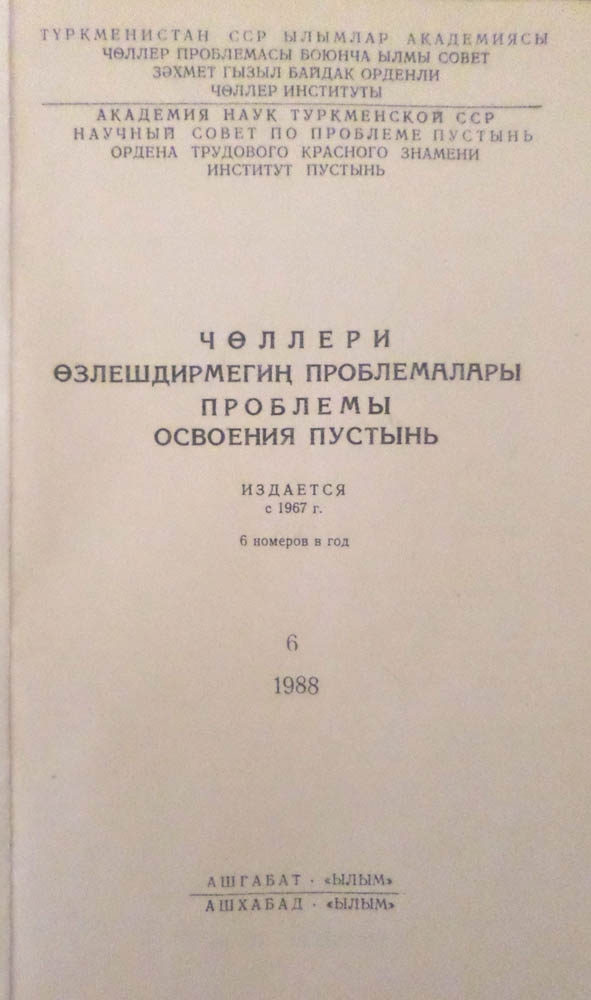 ТҮРКМЕНИСТАН ССР ЫЛЫМЛАР АКАДЕМИЯСЫ
ЧӨЛЛЕР ПРОБЛЕМАСЫ БОЮНЧА ЫЛМЫ СОВЕТ
ЗӘХМЕТ ГЫЗЫЛ БАЙДАК ОРДЕНЛИ
ЧӨЛЛЕР ИНСТИТУТЫ
АКАДЕМИЯ НАУК ТУРКМЕНСКОЙ ССР
НАУЧНЫЙ СОВЕТ ПО ПРОБЛЕМЕ ПУСТЫНЬ
ОРДЕНА ТРУДОВОГО КРАСНОГО ЗНАМЕНИ
ИНСТИТУТ ПУСТЫНЬ
ЧӨЛЛЕРИ
ӨЗЛЕШДИРМЕГИҢ ПРОБЛЕМАЛАРЫ
ПРОБЛЕМЫ
ОСВОЕНИЯ ПУСТЫНЬ
ИЗДАЕТСЯ
с 1967 г.
6 номеров в год
6
1988
АШГАБАТ · «ЫЛЫМ»
АШХАБАД · «ЫЛЫМ»